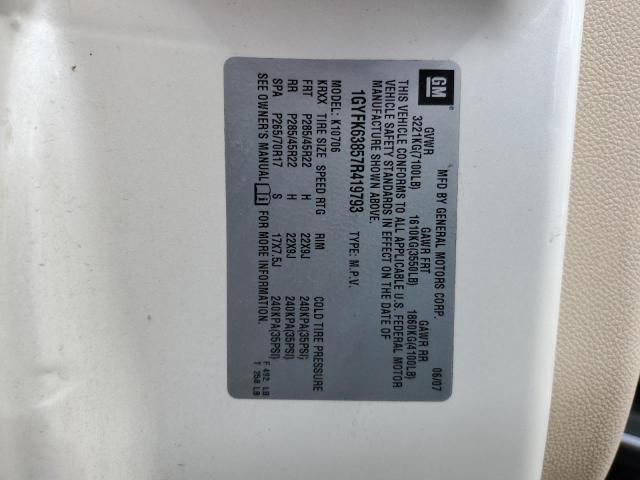 GM
MFD BY GENERAL MOTORS CORP. 06/07
GVWR GAWR FRT GAWR RR
3221KG(7100LB) 1610KG(3550LB) 1860KG(4100LB)
THIS VEHICLE CONFORMS TO ALL APPLICABLE U.S. FEDERAL MOTOR
VEHICLE SAFETY STANDARDS IN EFFECT ON THE DATE OF
MANUFACTURE SHOWN ABOVE.
1GYFK63857R419793 TYPE: M.P.V.
MODEL: K10706
KRXX TIRE SIZE SPEED RTG RIM COLD TIRE PRESSURE
FRT P285/45R22 H 22X9J 240KPA(35PSI)
RR P285/45R22 H 22X9J 240KPA(35PSI)
SPA P265/70R17 S 17X7.5J 240KPA(35PSI)
SEE OWNER'S MANUAL FOR MORE INFORMATION.
F 492 LB
T 258 LB